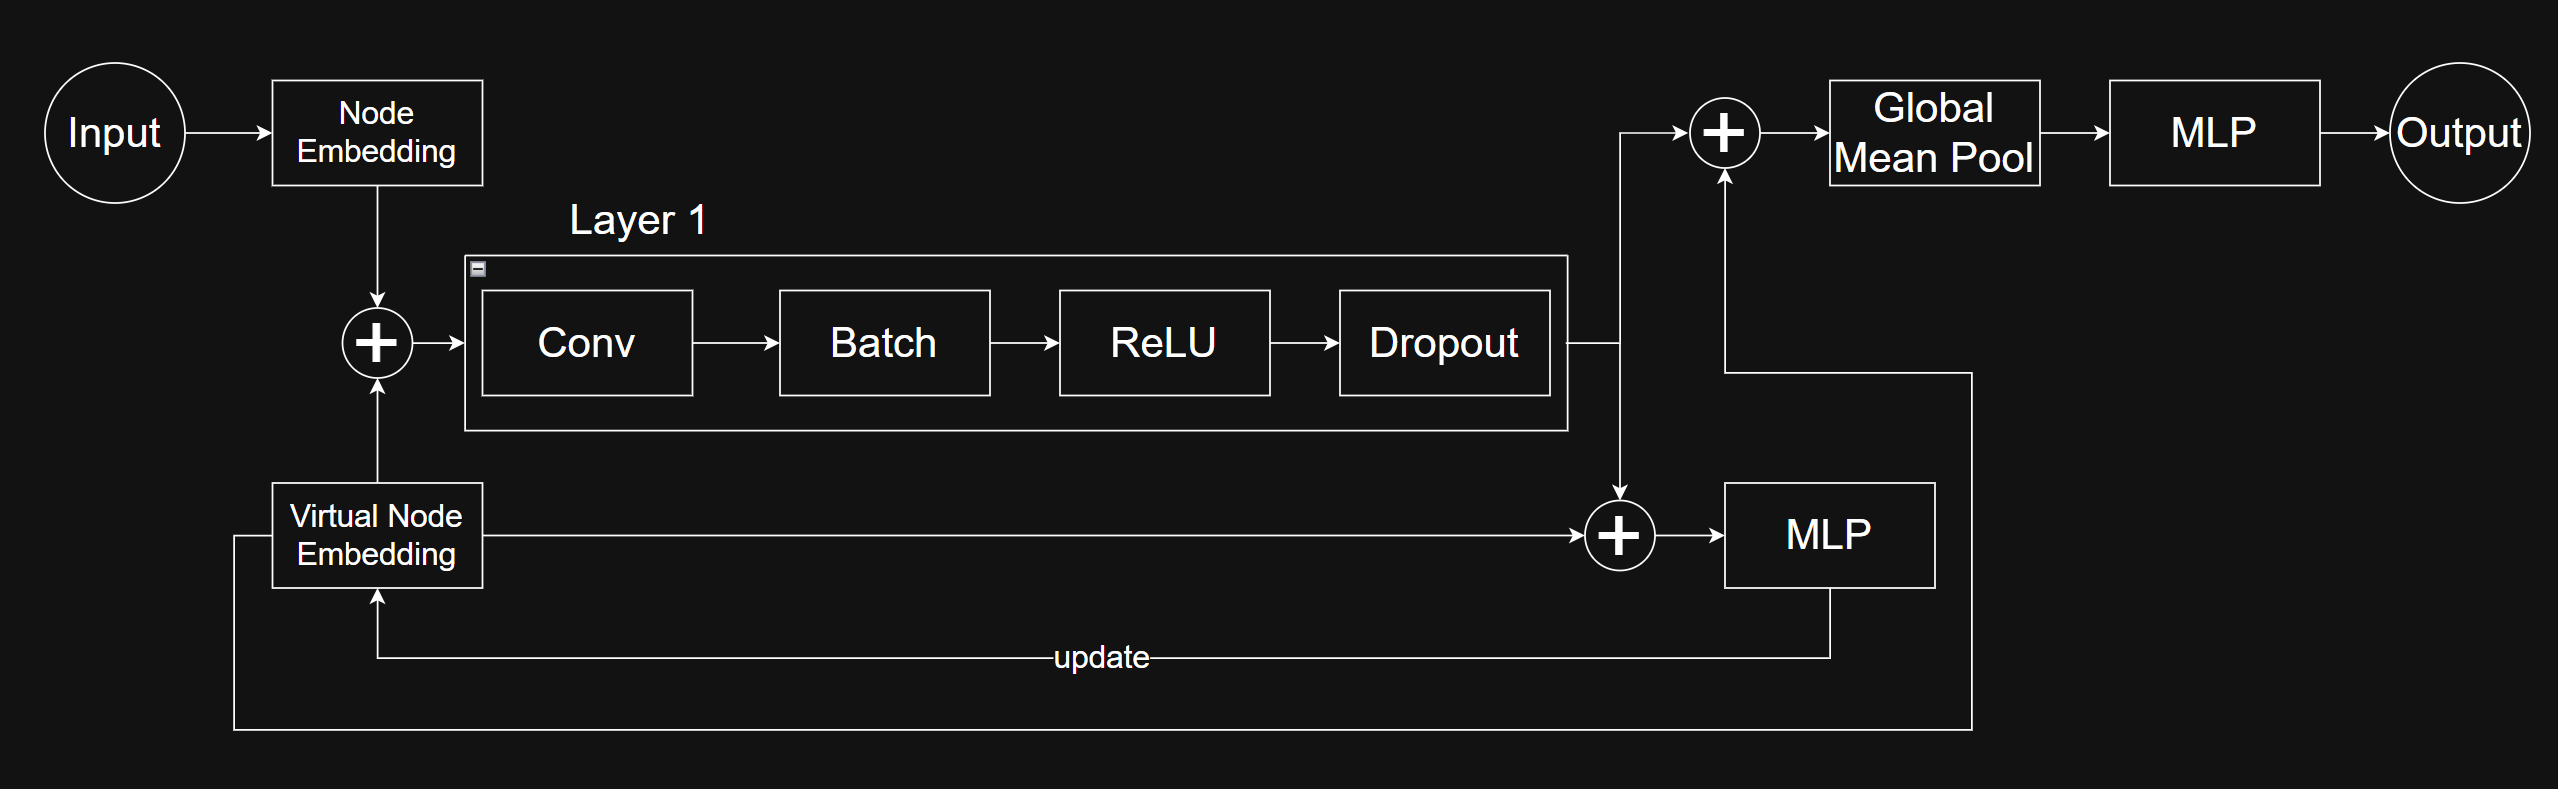 Input
Node
Embedding
+
Global
Mean Pool
MLP
Output
Layer 1
+
Conv
Batch
ReLU
Dropout
Virtual Node
Embedding
+
MLP
update